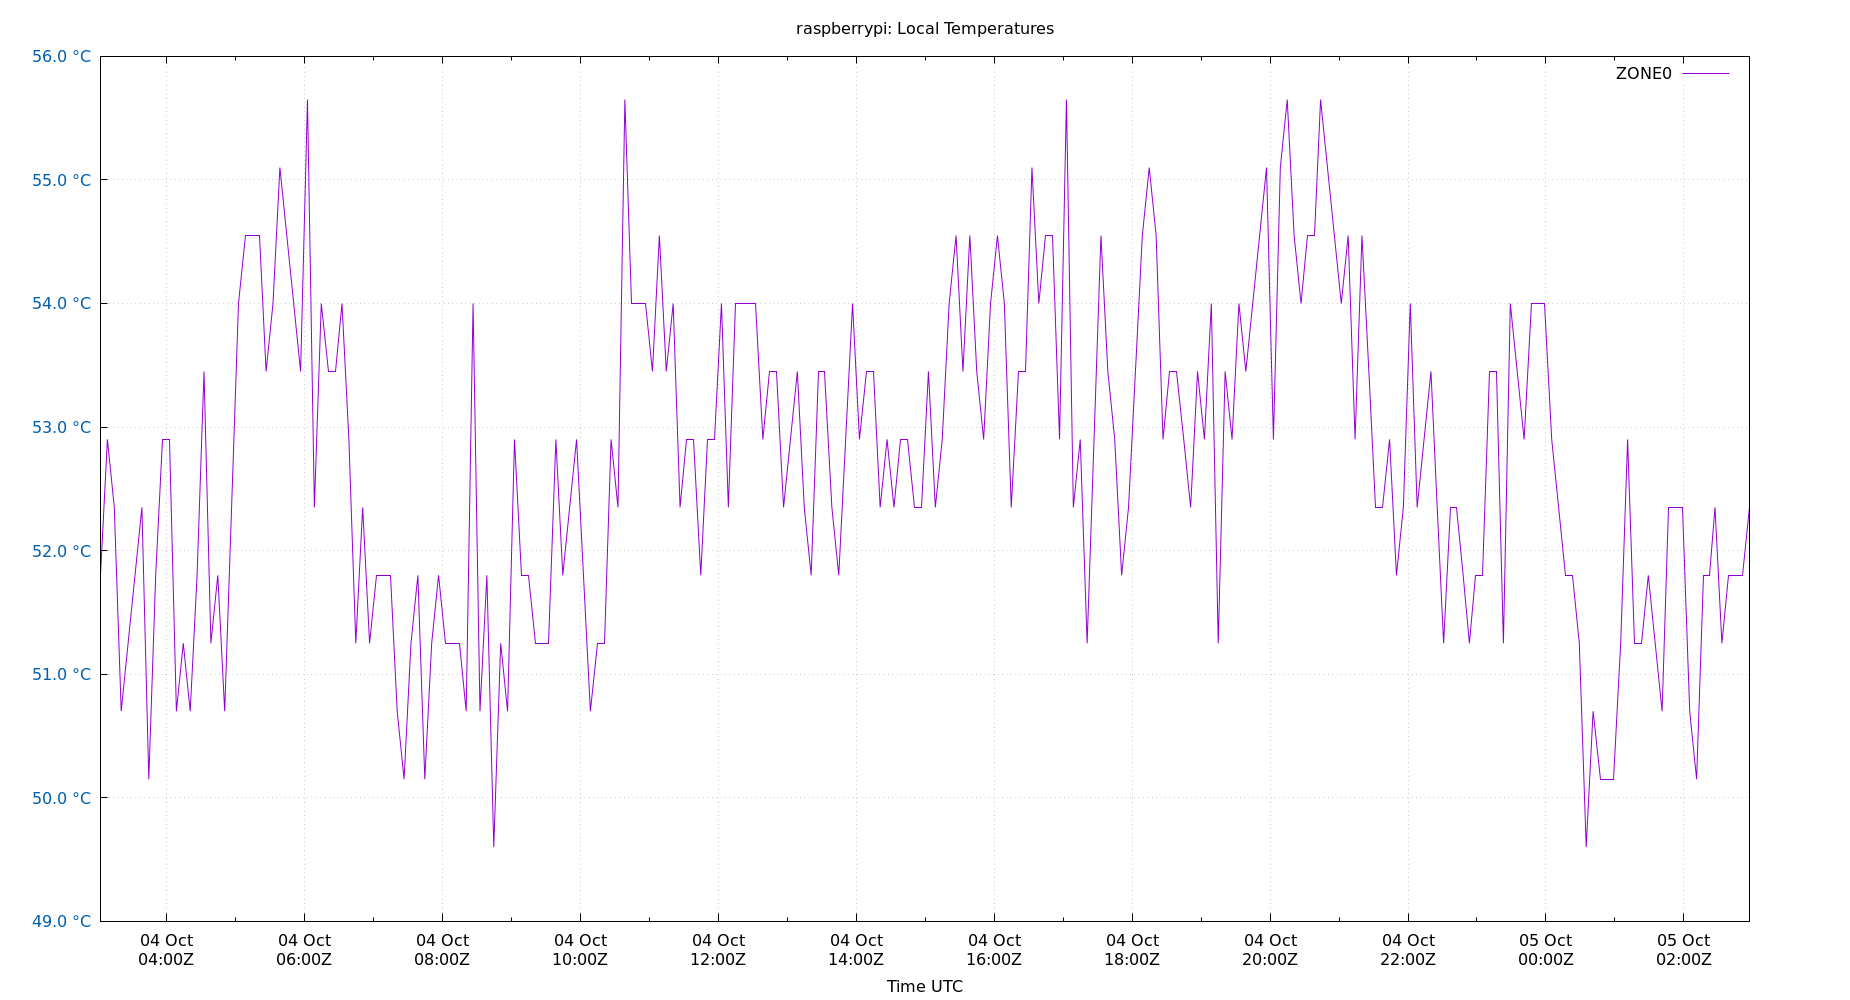 raspberrypi: Local Temperatures
56.0 °C
ZONE0
55.0 °C
54.0 °C
53.0 °C
52.0 °C
51.0 °C
50.0 °C
49.0 °C
04 Oct 04 Oct 04 Oct 04 Oct 04 Oct 04 Oct 04 Oct 04 Oct 04 Oct 04 Oct 05 Oct 05 Oct
04:00Z 06:00Z 08:00Z 10:00Z 12:00Z 14:00Z 16:00Z 18:00Z 20:00Z 22:00Z 00:00Z 02:00Z
Time UTC